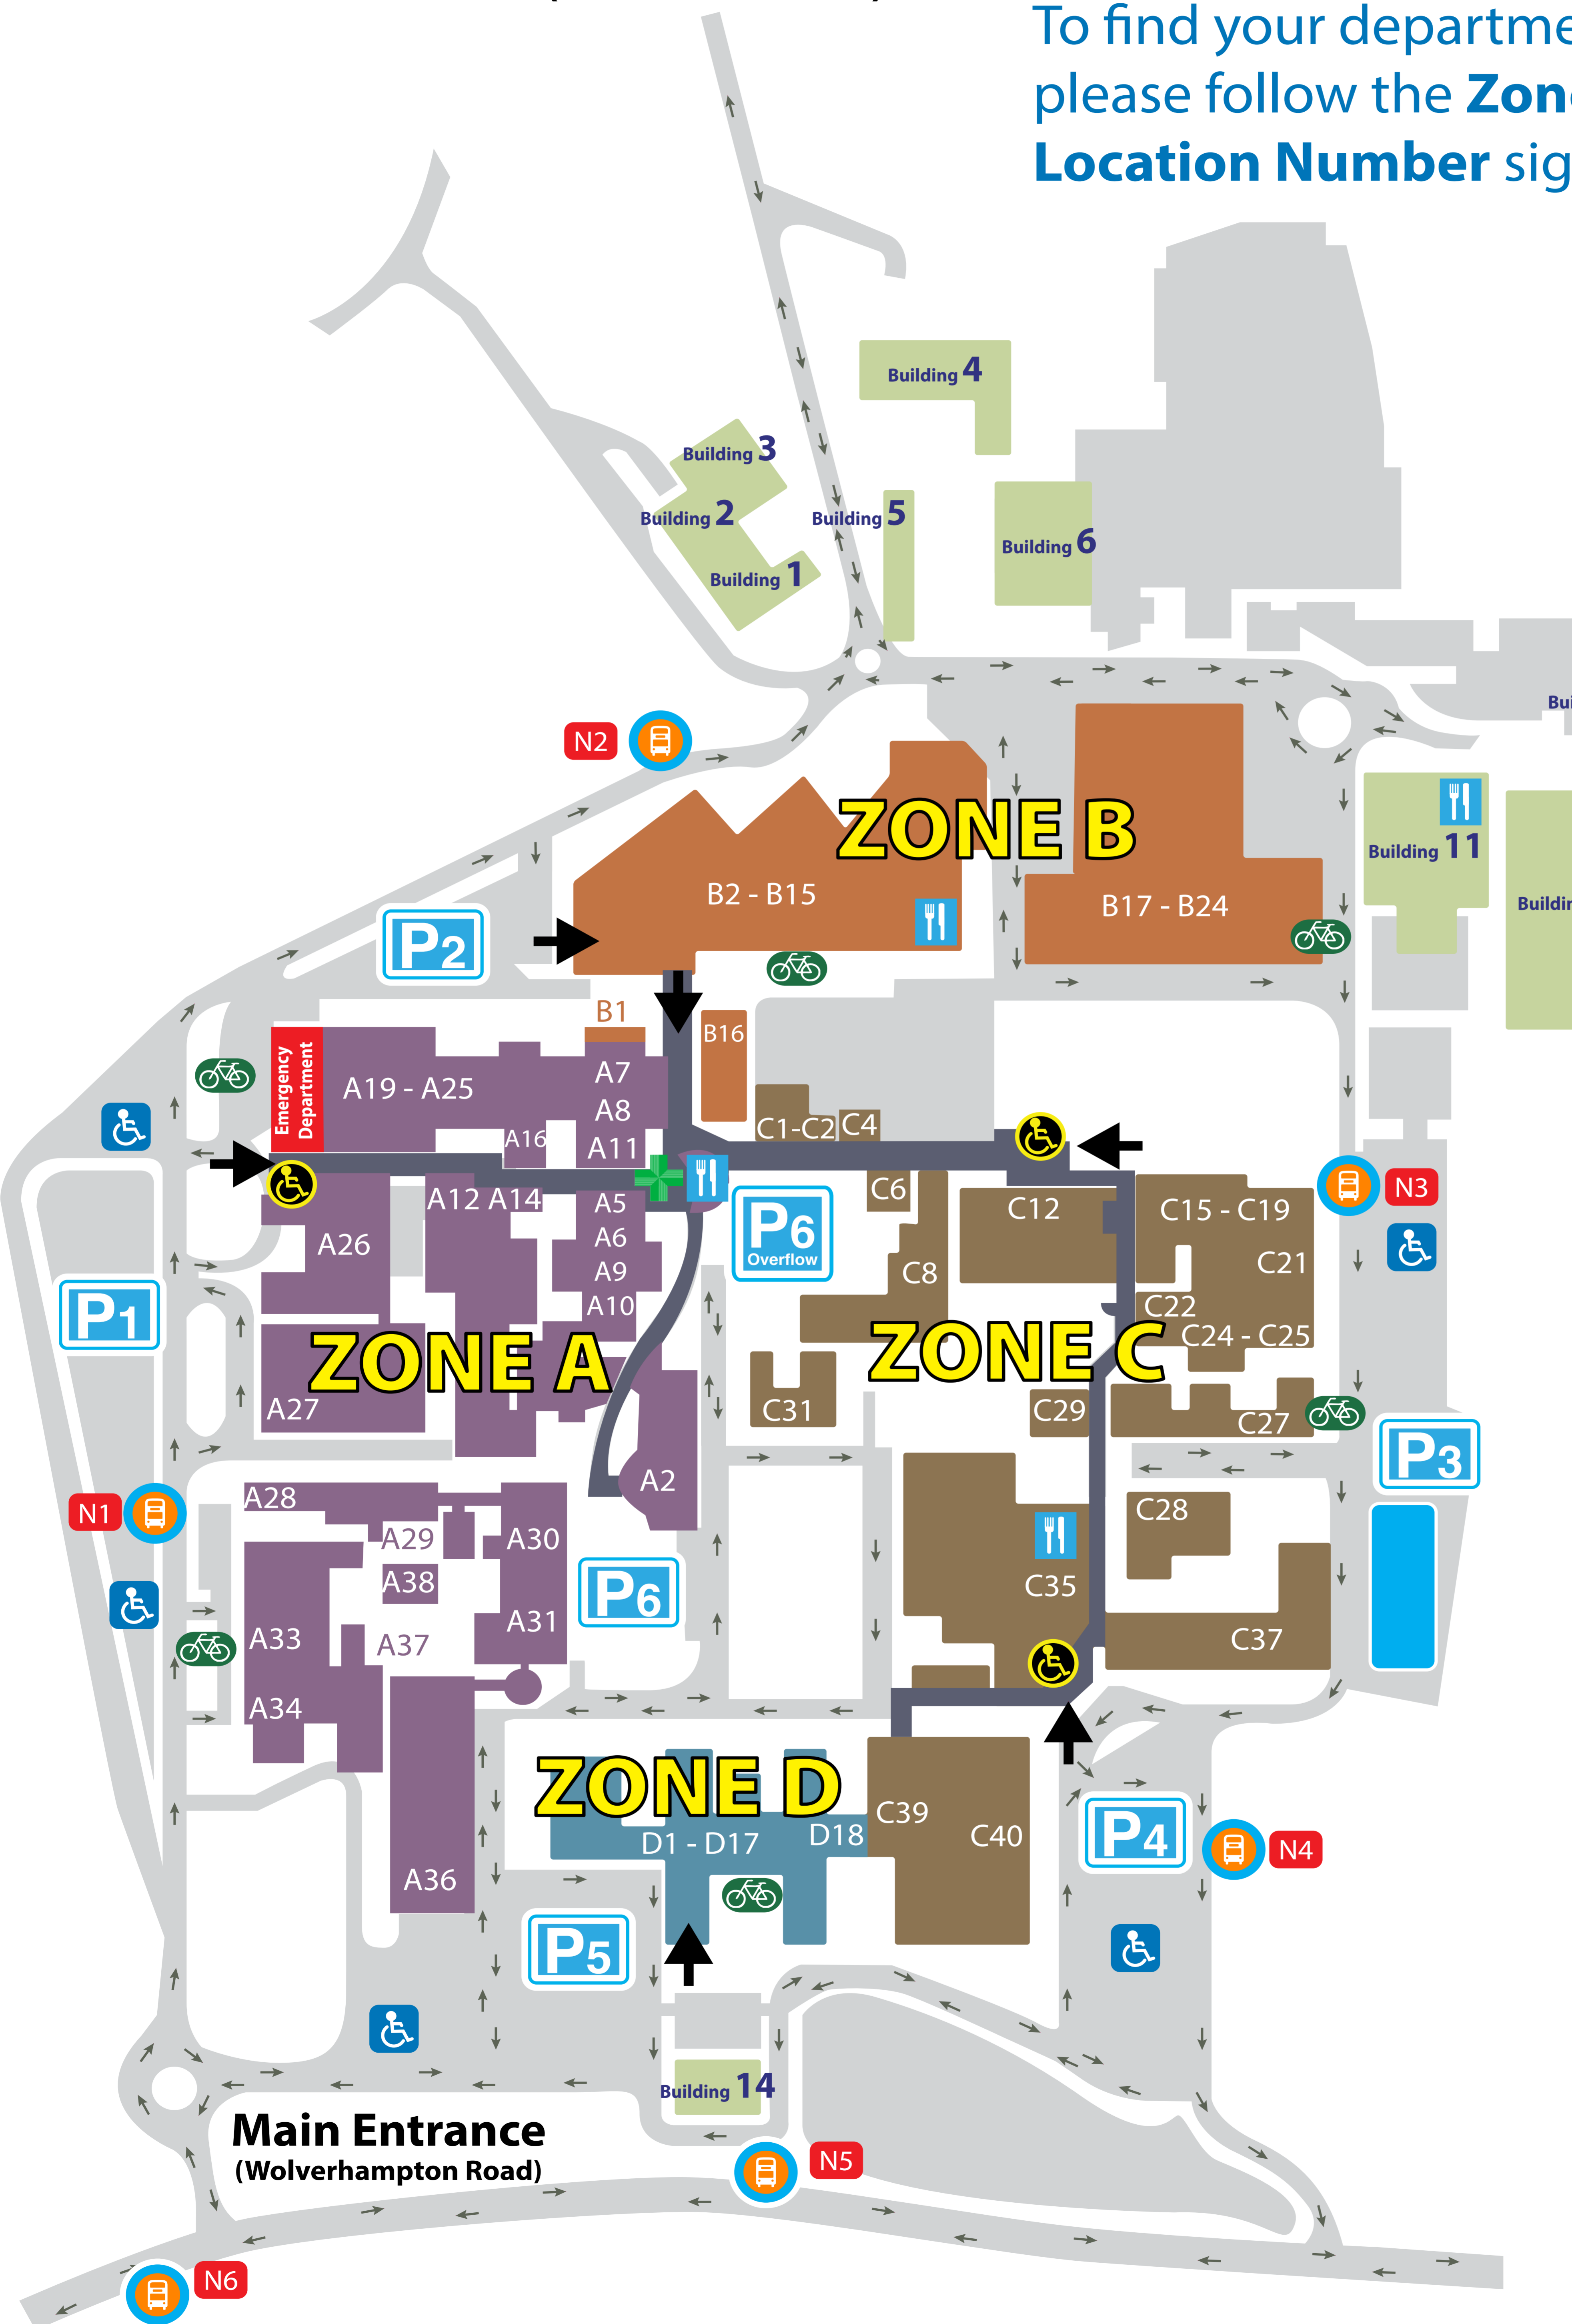 To find your departme
please follow the Zon
Location Number sig
Building 4
Building 3
Building 2
Building 5
Building 6
Building 1
Bui
N2
ZONE B
Building 11
B2 - B15
B17 - B24
Buildin
P2
B1
B16
Emergency
Department
A19 - A25
A7
A8
A16
A11
C1-C2
C4
A12
A14
A5
A6
A9
A10
A26
P6
Overflow
C6
C8
C12
C15 - C19
C21
C22
C24 - C25
N3
P1
ZONE A
ZONE C
A27
C31
C29
C27
P3
A2
N1
A28
A29
A30
A38
A31
P6
C28
C35
A33
A37
C37
A34
ZONE D
D1 - D17
D18
C39
C40
P4
N4
A36
P5
Building 14
Main Entrance
(Wolverhampton Road)
N5
N6